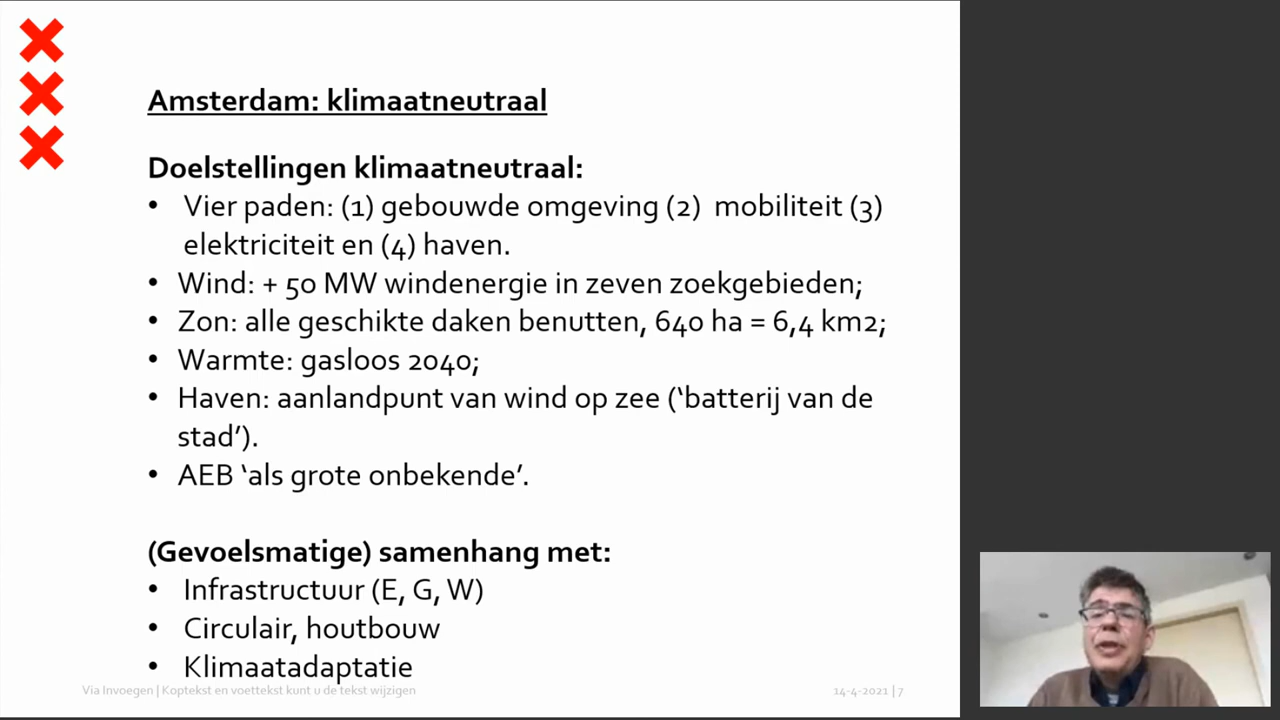 Amsterdam: klimaatneutraal
Doelstellingen klimaatneutraal:
• Vier paden: (1) gebouwde omgeving (2) mobiliteit (3)
elektriciteit en (4) haven.
• Wind: + 50 MW windenergie in zeven zoekgebieden;
• Zon: alle geschikte daken benutten, 640 ha = 6,4 km2;
• Warmte: gasloos 2040;
• Haven: aanlandpunt van wind op zee (‘batterij van de
stad’).
• AEB ‘als grote onbekende’.
(Gevoelsmatige) samenhang met:
• Infrastructuur (E, G, W)
• Circulair, houtbouw
• Klimaatadaptatie
Via Invoegen | Koptekst en voettekst kunt u de tekst wijzigen
14-4-2021 | 7